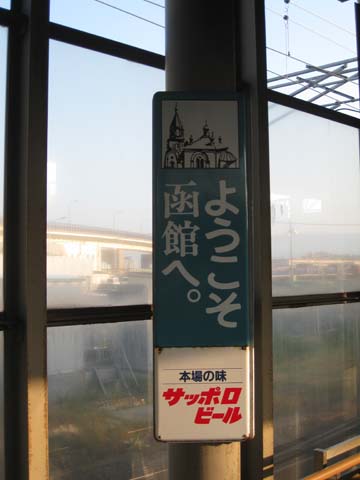 ようこそ
函館へ。
本場の味
サッポロ
ビール